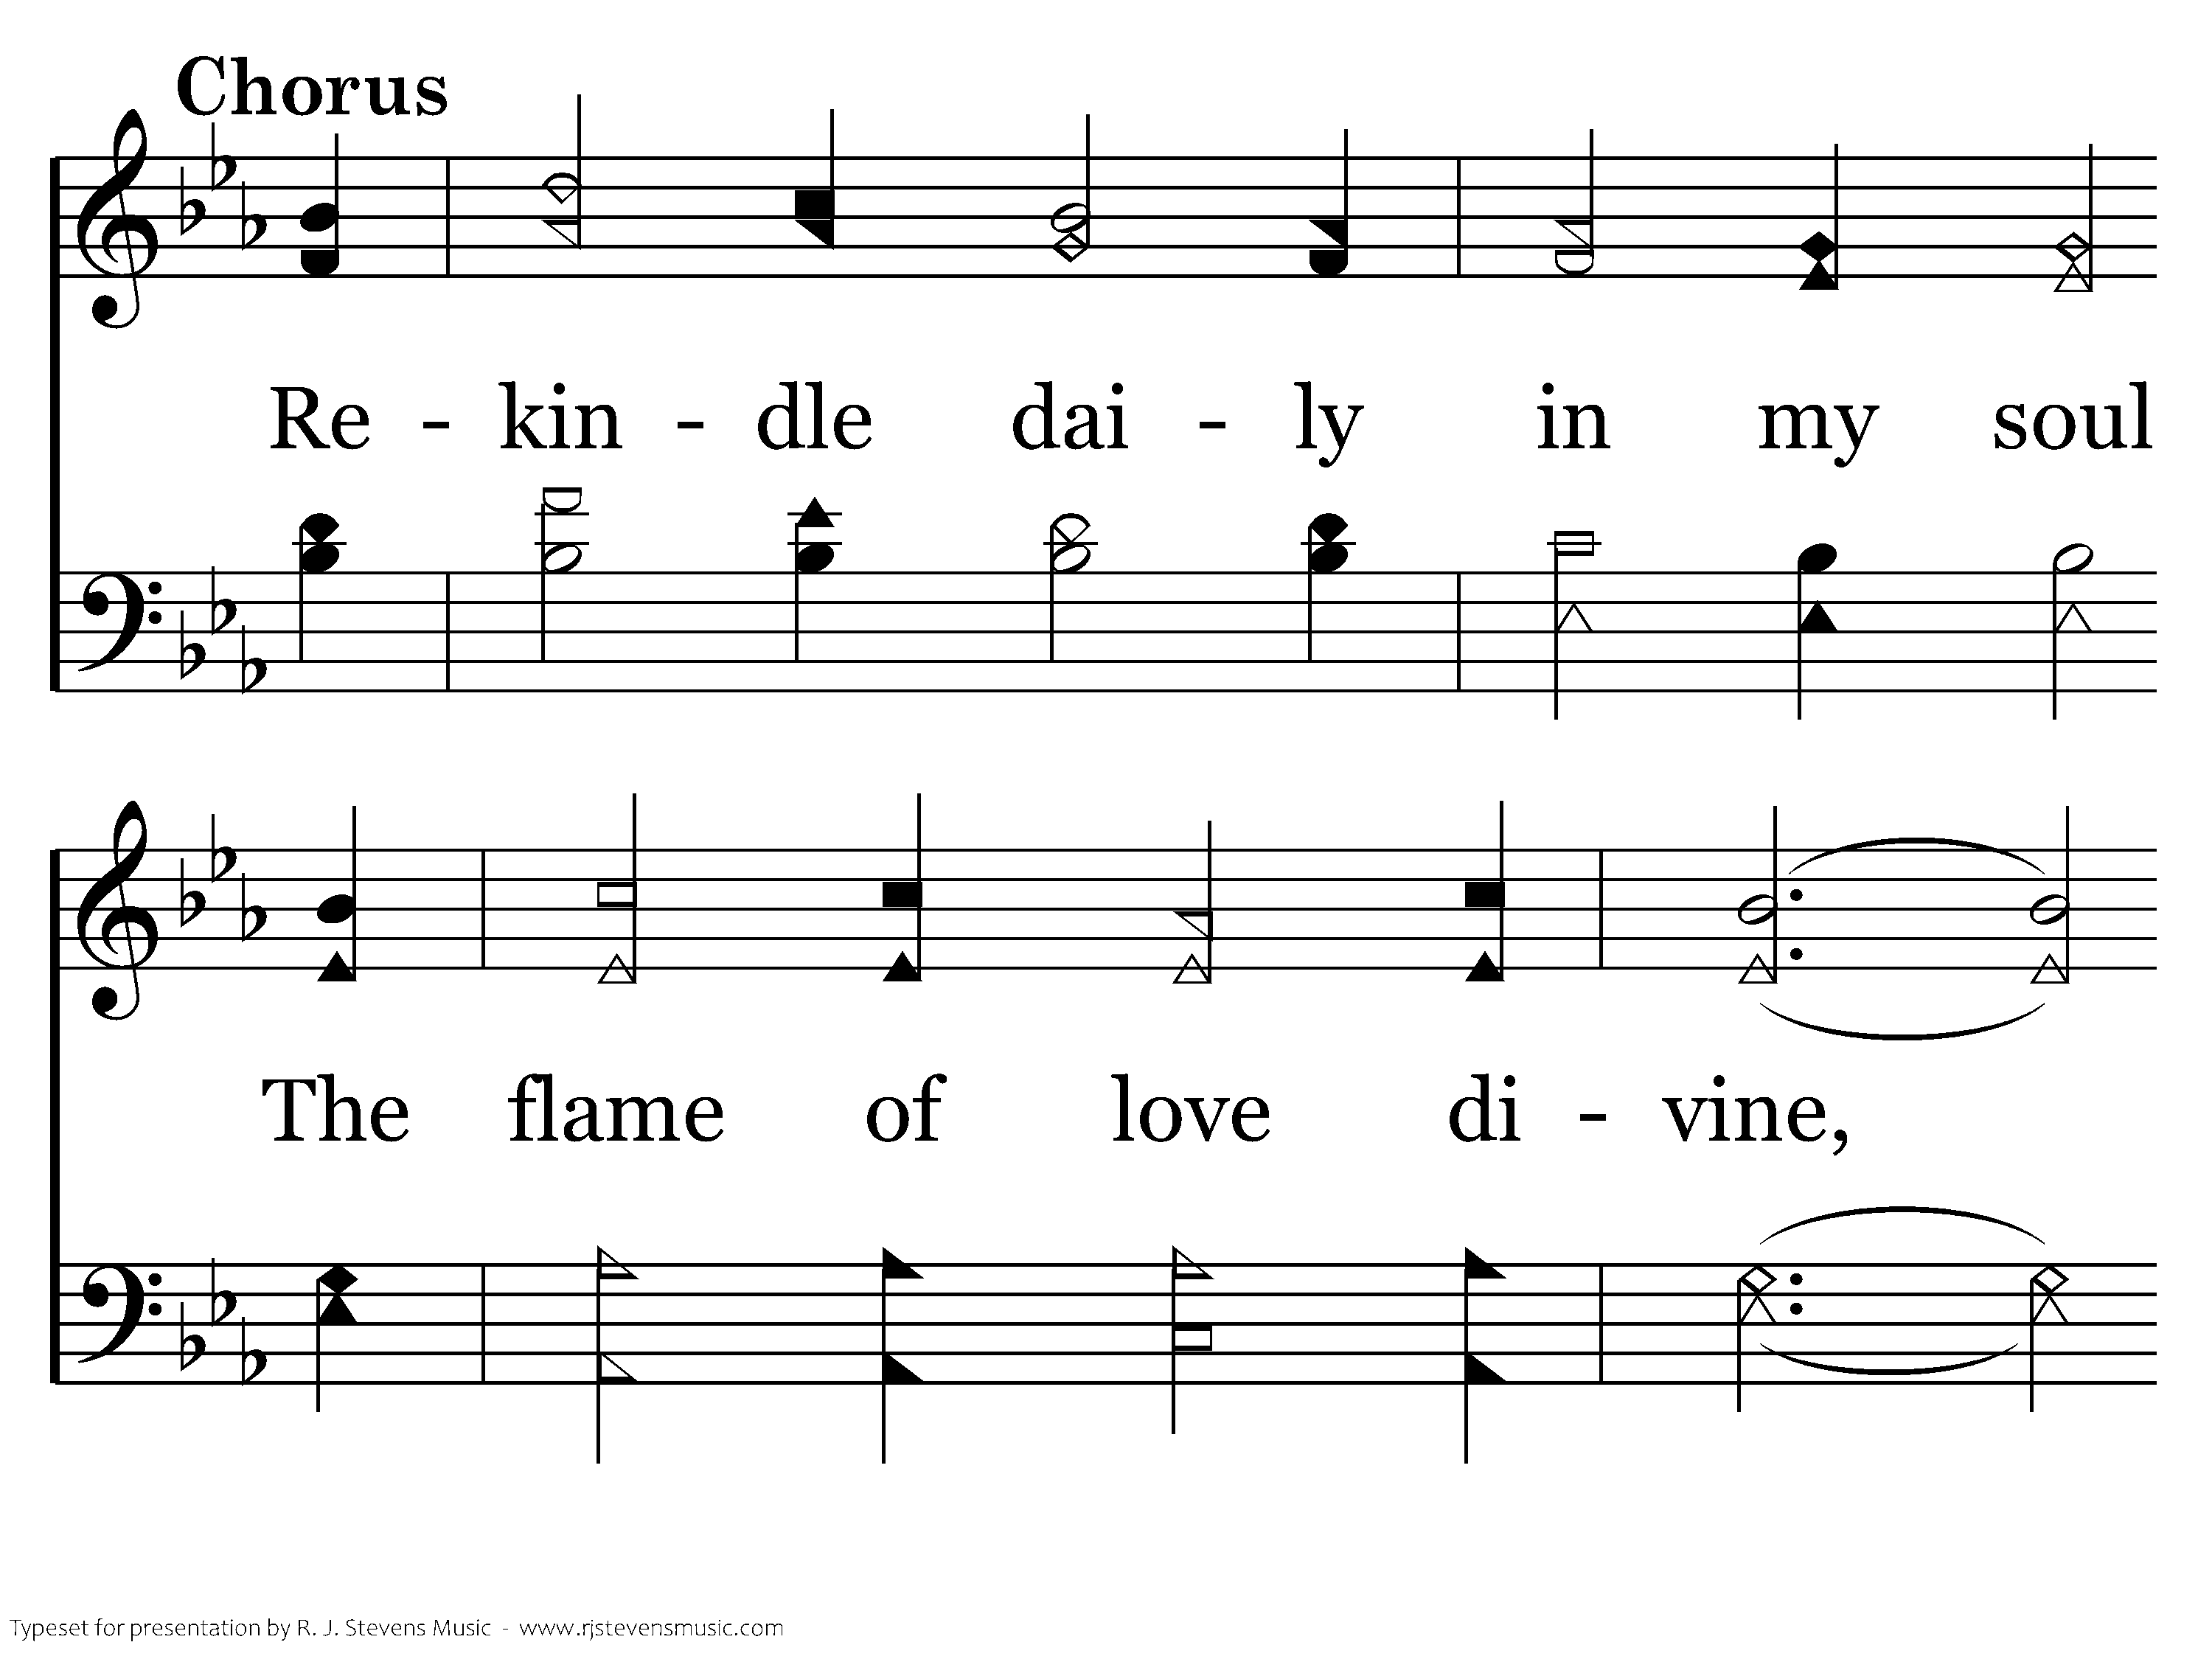 Chorus
Re - kin - dle dai - ly in my soul
The flame of love di - vine,
Typeset for presentation by R. J. Stevens Music - www.rjstevensmusic.com